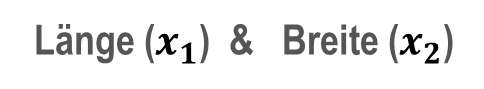 Länge (x₁) & Breite (x₂)